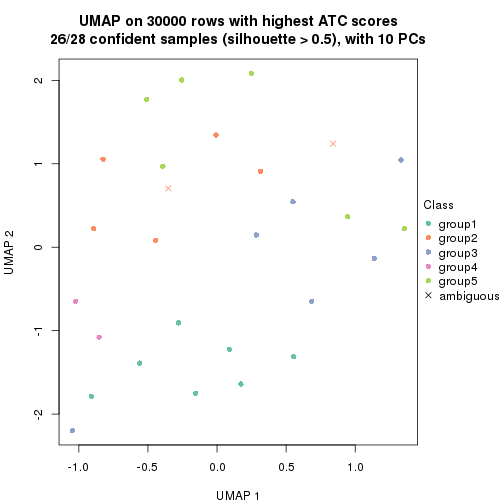 UMAP on 30000 rows with highest ATC scores
26/28 confident samples (silhouette > 0.5), with 10 PCs
2
1
0
-1
-2
UMAP 2
-1.0
-0.5
0.0
0.5
1.0
UMAP 1
Class
group1
group2
group3
group4
group5
ambiguous